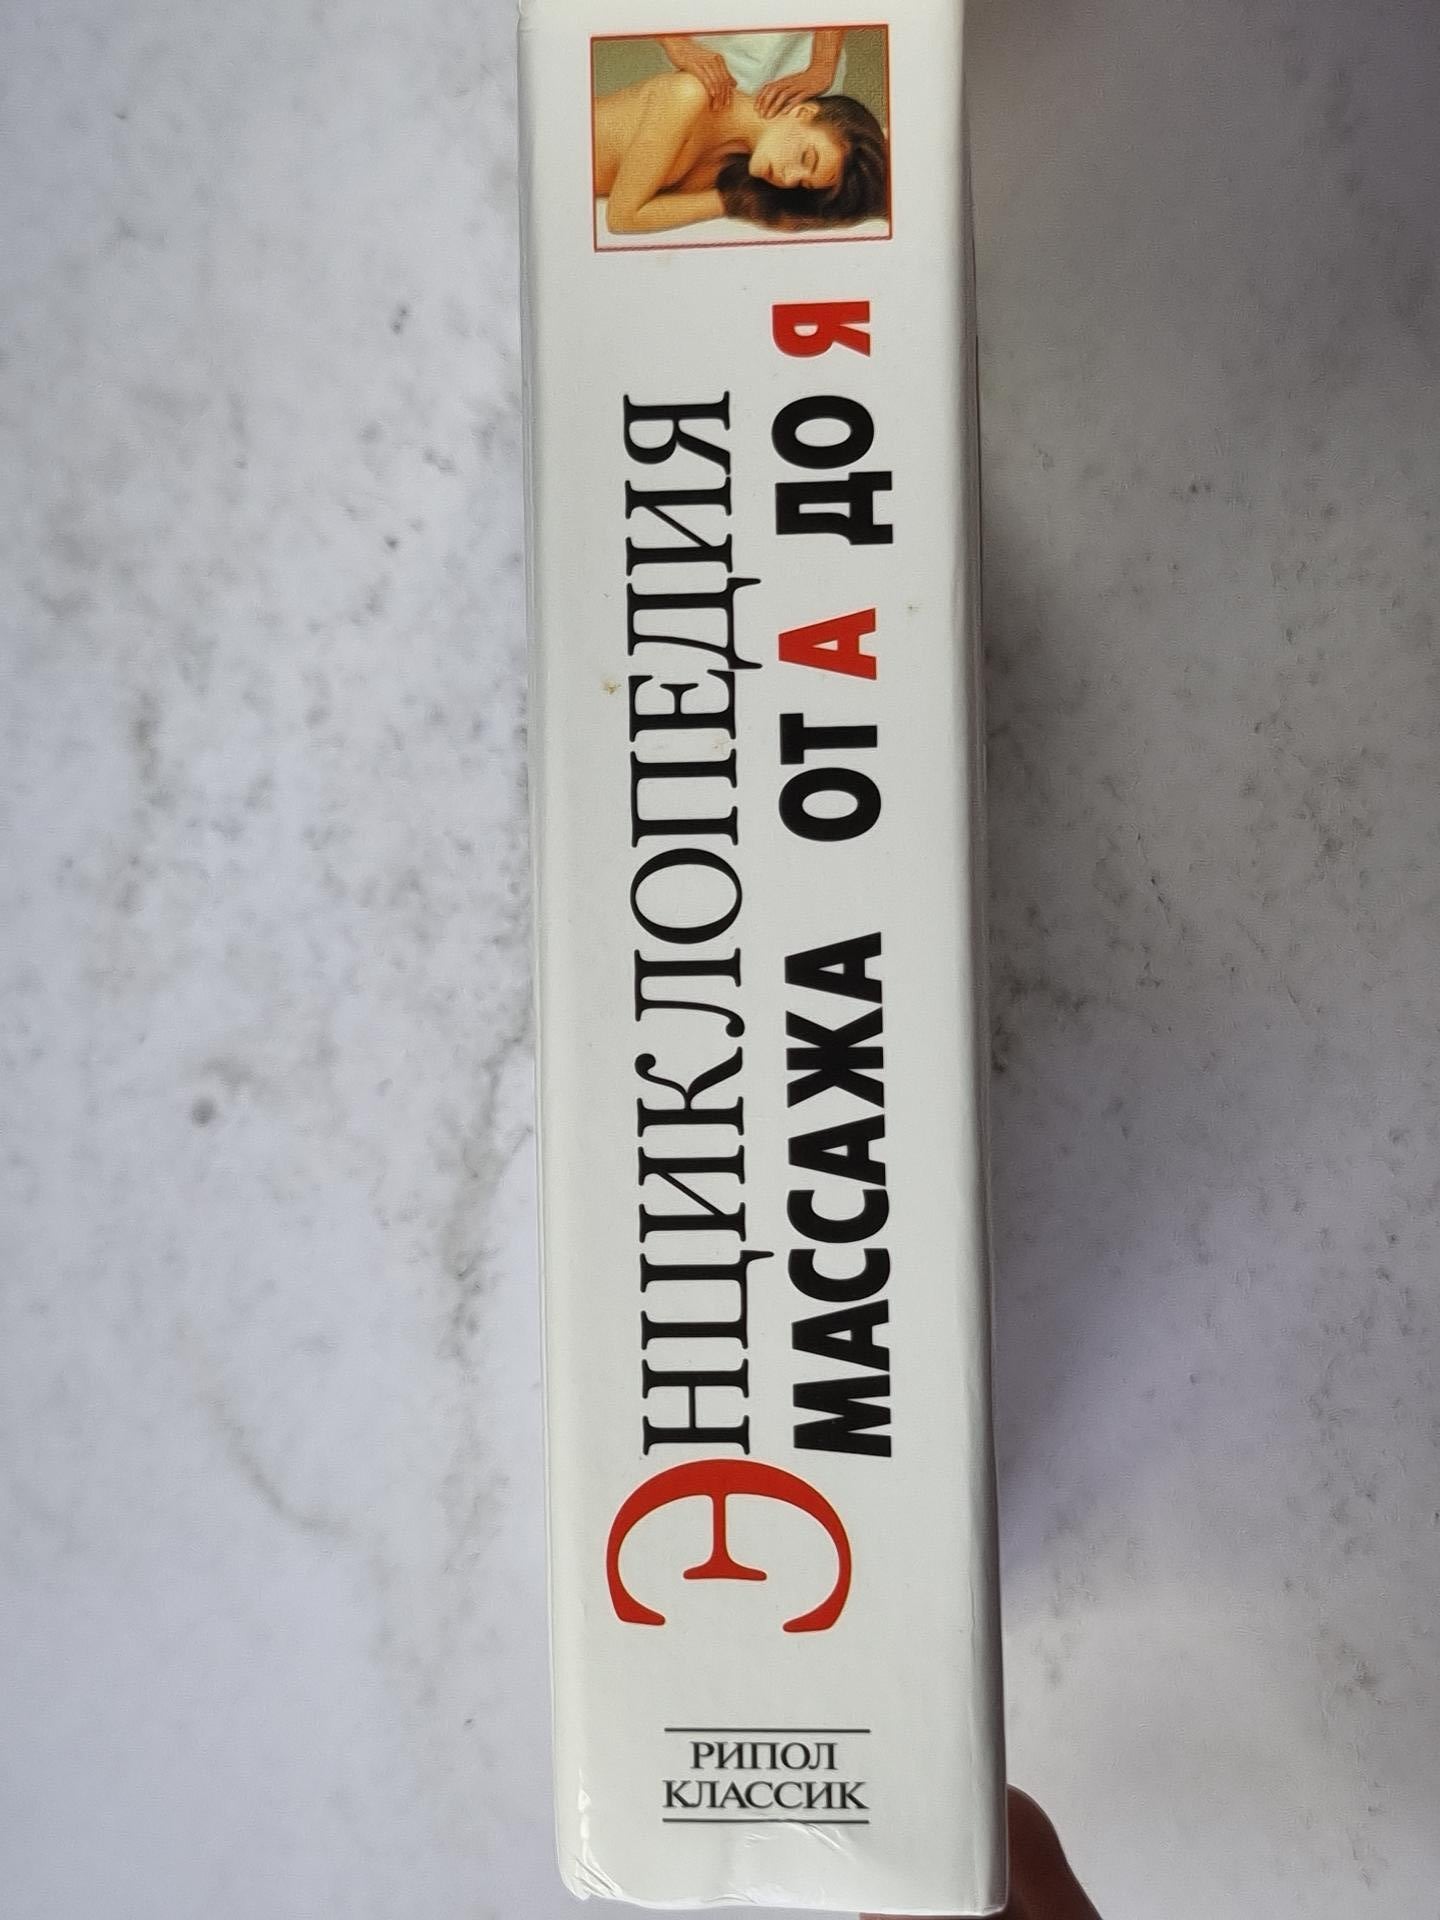 ЭНЦИКЛОПЕДИЯ
МАССАЖА ОТ А ДО Я
РИПОЛ
КЛАССИК